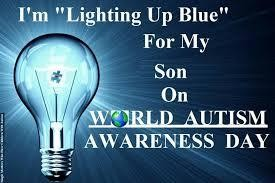 I'm "Lighting Up Blue"
For My
Son
On
WORLD AUTISM
AWARENESS DAY